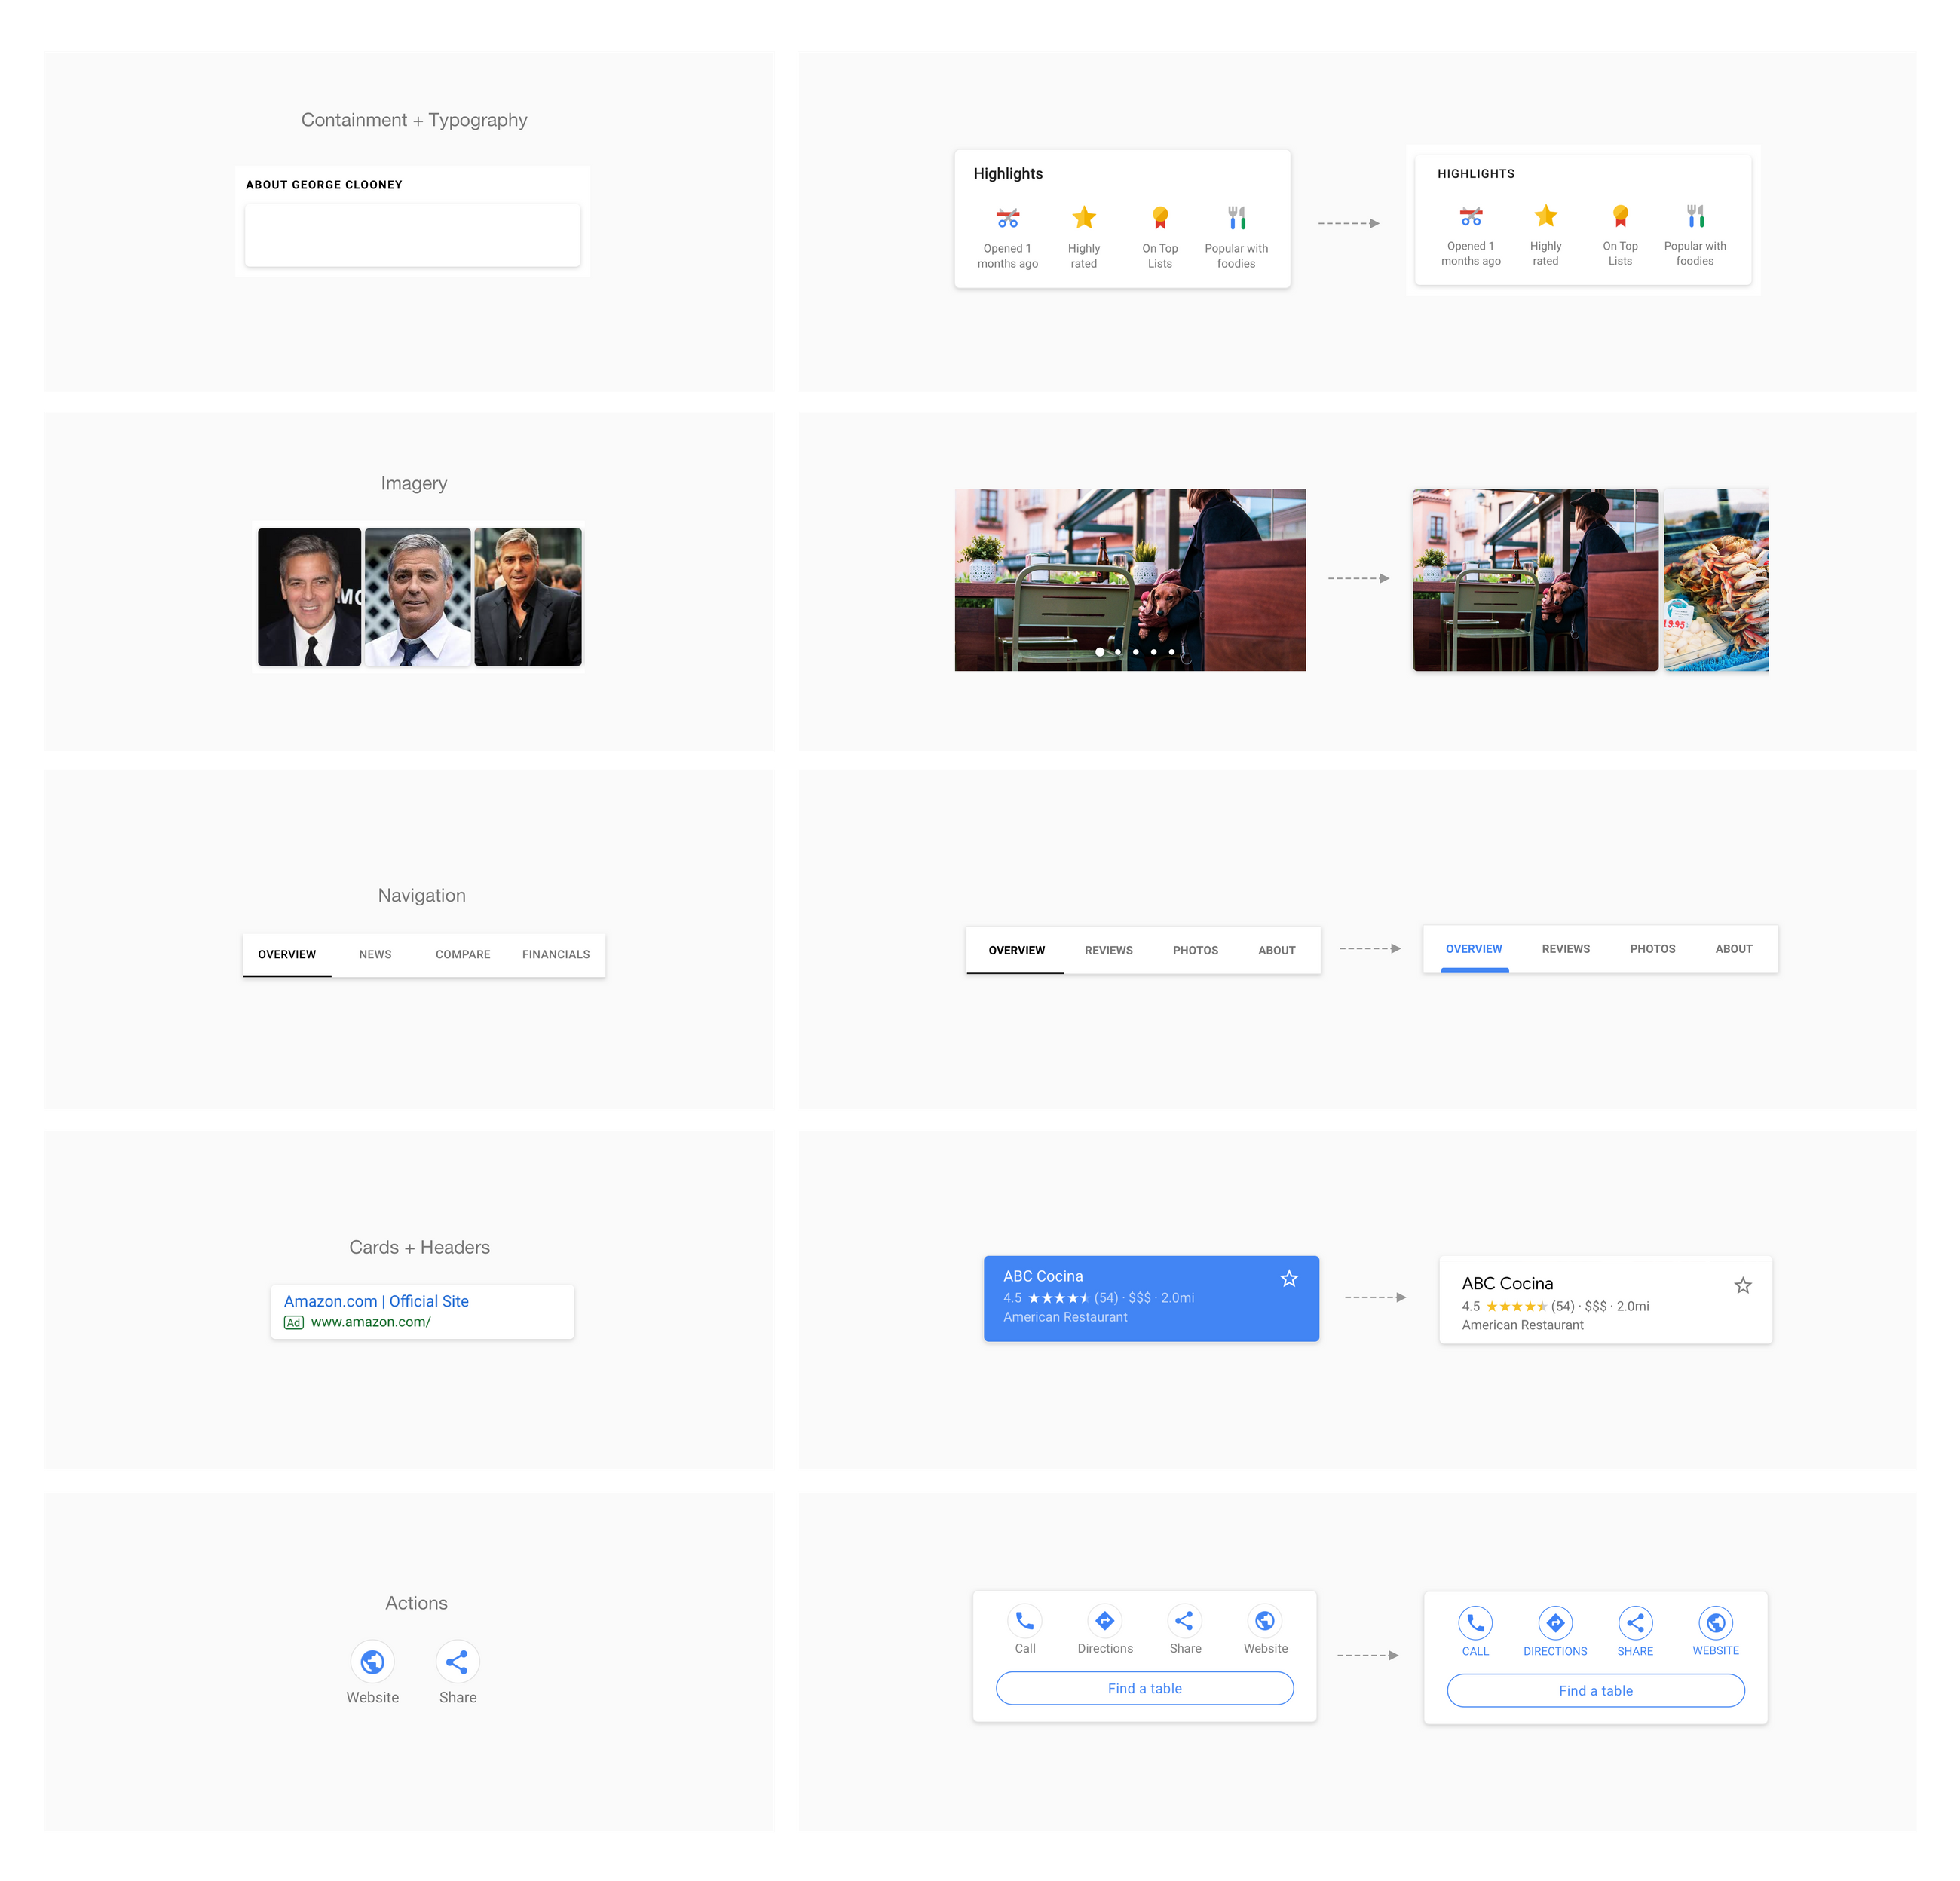 Containment + Typography
ABOUT GEORGE CLOONEY
Highlights
Opened 1
months ago
Highly
rated
On Top
Lists
Popular with
foodies
HIGHLIGHTS
Opened 1
months ago
Highly
rated
On Top
Lists
Popular with
foodies
Imagery
MO
19.95
Navigation
OVERVIEW NEWS COMPARE FINANCIALS
OVERVIEW REVIEWS PHOTOS ABOUT
OVERVIEW REVIEWS PHOTOS ABOUT
Cards + Headers
Amazon.com | Official Site
Ad www.amazon.com/
ABC Cocina
4.5 ★★★★★ (54) · $$$ · 2.0mi
American Restaurant
ABC Cocina
4.5 ★★★★★ (54) · $$$ · 2.0mi
American Restaurant
Actions
Website Share
Call Directions Share Website
Find a table
CALL DIRECTIONS SHARE WEBSITE
Find a table